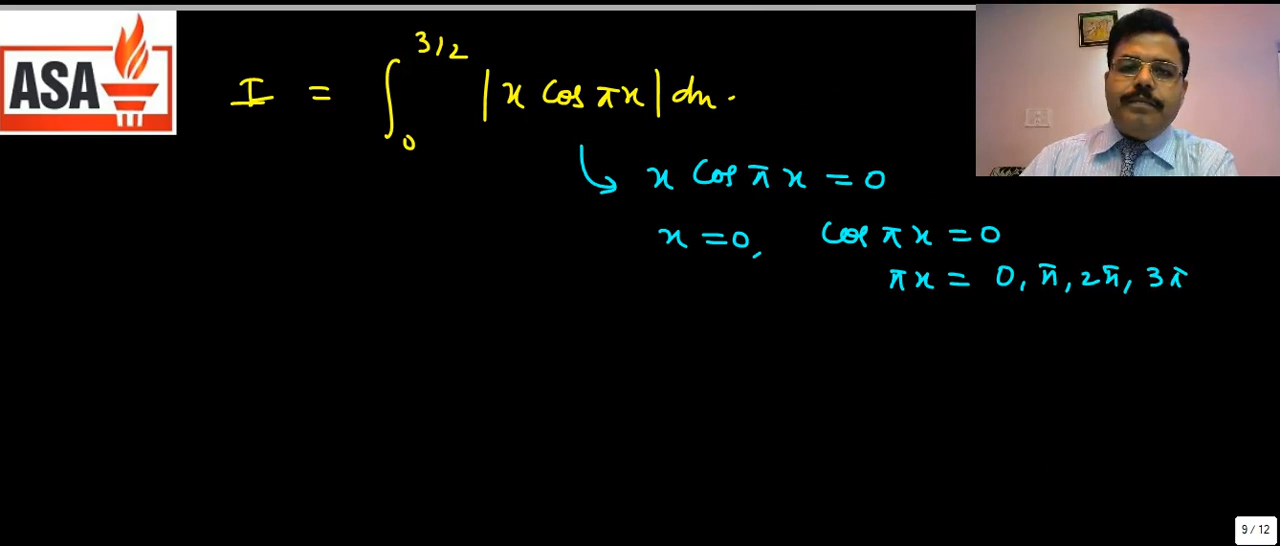 ASA
I = ∫₀^{3/2} |x cos πx| dx.
x cos πx = 0
x = 0, cos πx = 0
πx = 0, π, 2π, 3π
9 / 12